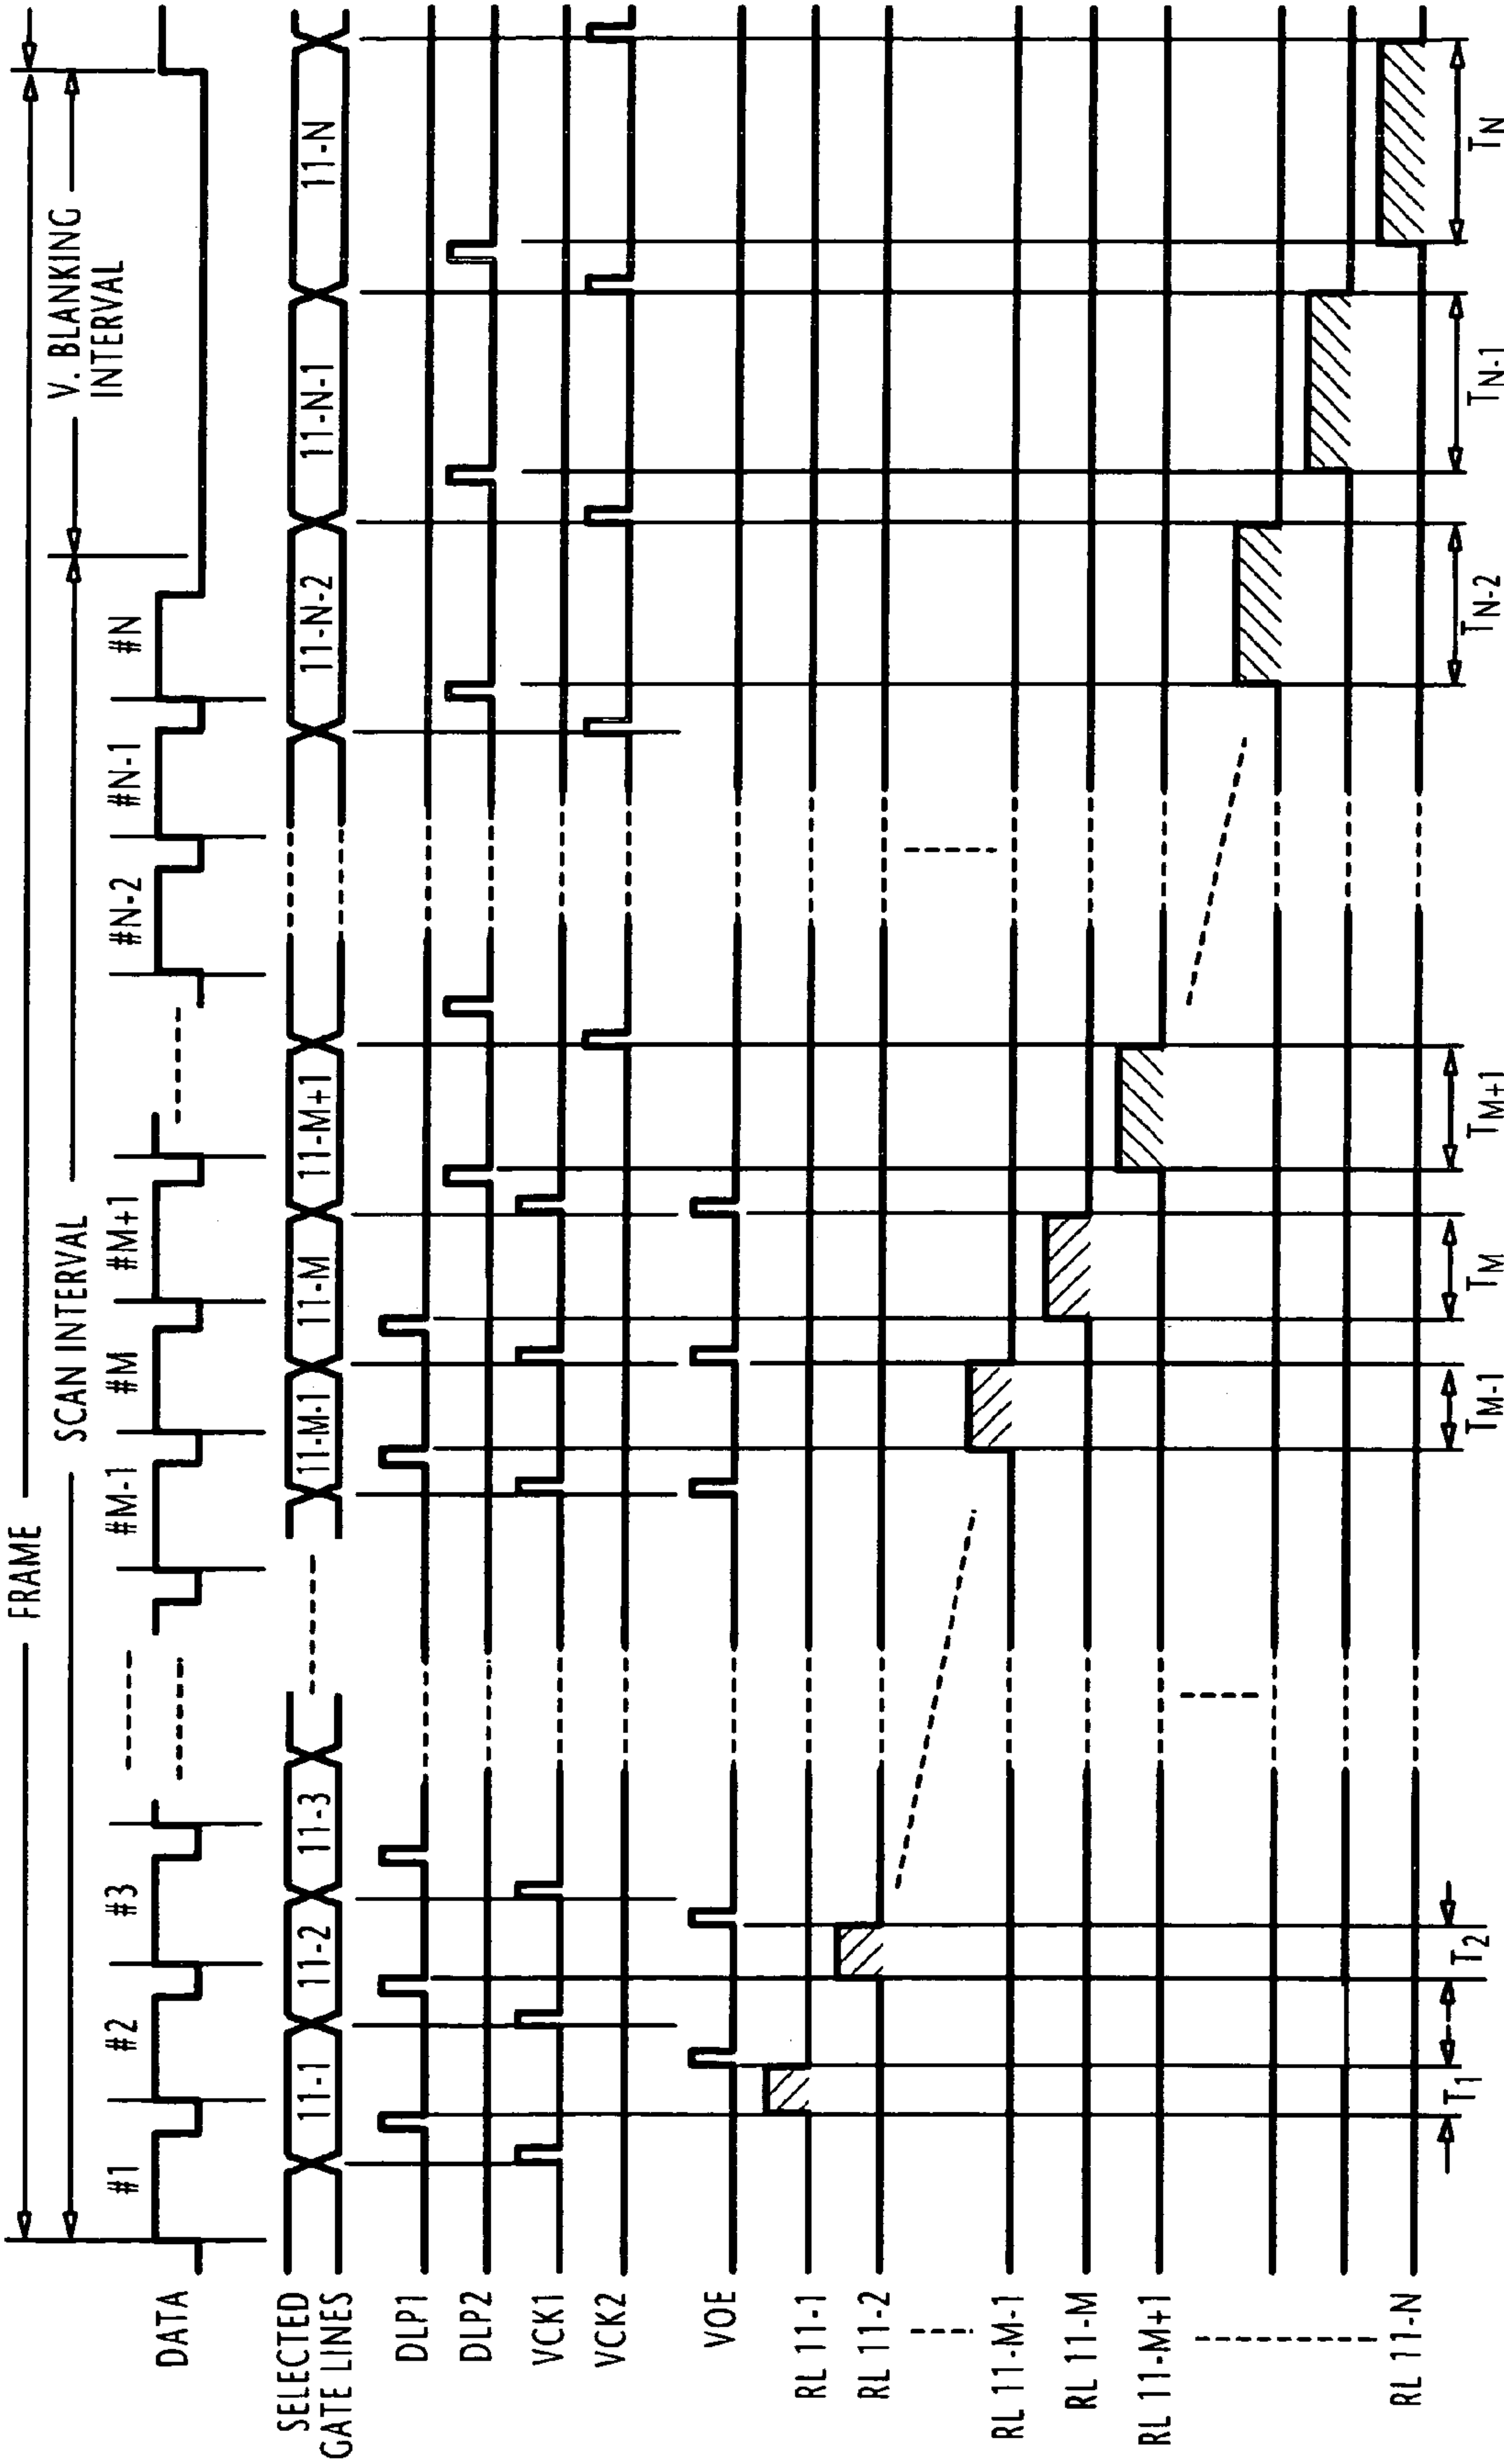 FRAME
SCAN INTERVAL
V. BLANKING
INTERVAL
DATA
#1
#2
#3
#M-1
#M
#M+1
#N-2
#N-1
#N
SELECTED
GATE LINES
11-1
11-2
11-3
11-M-1
11-M
11-M+1
11-N-2
11-N-1
11-N
DLP1
DLP2
VCK1
VCK2
VOE
RL 11-1
RL 11-2
RL 11-M-1
RL 11-M
RL 11-M+1
RL 11-N
T1
T2
TM-1
TM
TM+1
TN-2
TN-1
TN